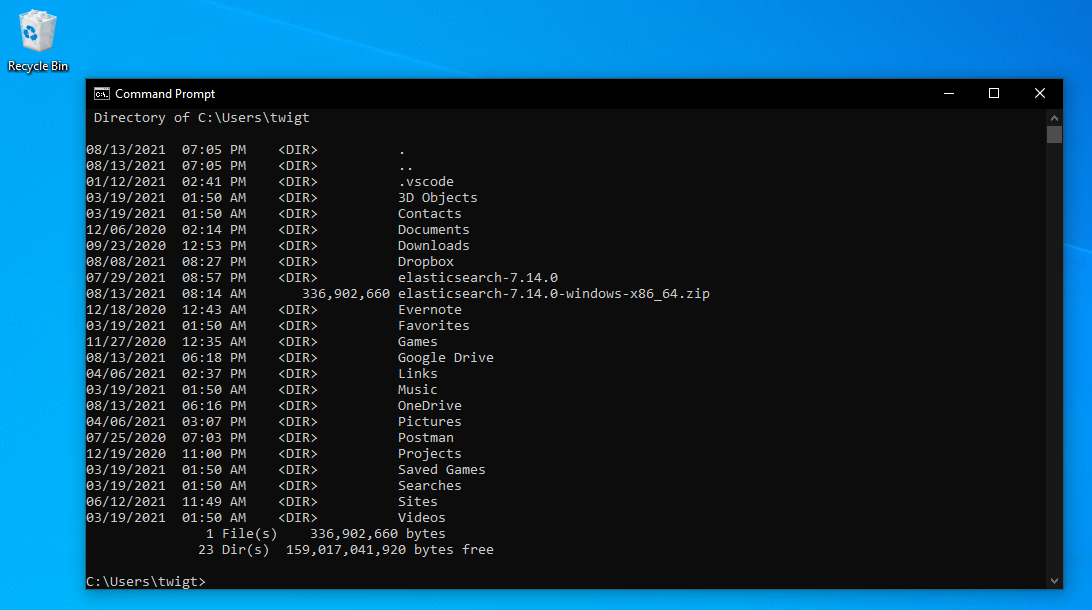 Recycle Bin
Command Prompt
 Directory of C:\Users\twigt

08/13/2021  07:05 PM    <DIR>          .
08/13/2021  07:05 PM    <DIR>          ..
01/12/2021  02:41 PM    <DIR>          .vscode
03/19/2021  01:50 AM    <DIR>          3D Objects
03/19/2021  01:50 AM    <DIR>          Contacts
12/06/2020  02:14 PM    <DIR>          Documents
09/23/2020  12:53 PM    <DIR>          Downloads
08/08/2021  08:27 PM    <DIR>          Dropbox
07/29/2021  08:57 PM    <DIR>          elasticsearch-7.14.0
08/13/2021  08:14 AM       336,902,660 elasticsearch-7.14.0-windows-x86_64.zip
12/18/2020  12:43 AM    <DIR>          Evernote
03/19/2021  01:50 AM    <DIR>          Favorites
11/27/2020  12:35 AM    <DIR>          Games
08/13/2021  06:18 PM    <DIR>          Google Drive
04/06/2021  02:37 PM    <DIR>          Links
03/19/2021  01:50 AM    <DIR>          Music
08/13/2021  06:16 PM    <DIR>          OneDrive
04/06/2021  03:07 PM    <DIR>          Pictures
07/25/2020  07:03 PM    <DIR>          Postman
12/19/2020  11:00 PM    <DIR>          Projects
03/19/2021  01:50 AM    <DIR>          Saved Games
03/19/2021  01:50 AM    <DIR>          Searches
06/12/2021  11:49 AM    <DIR>          Sites
03/19/2021  01:50 AM    <DIR>          Videos
               1 File(s)    336,902,660 bytes
              23 Dir(s)  159,017,041,920 bytes free

C:\Users\twigt>